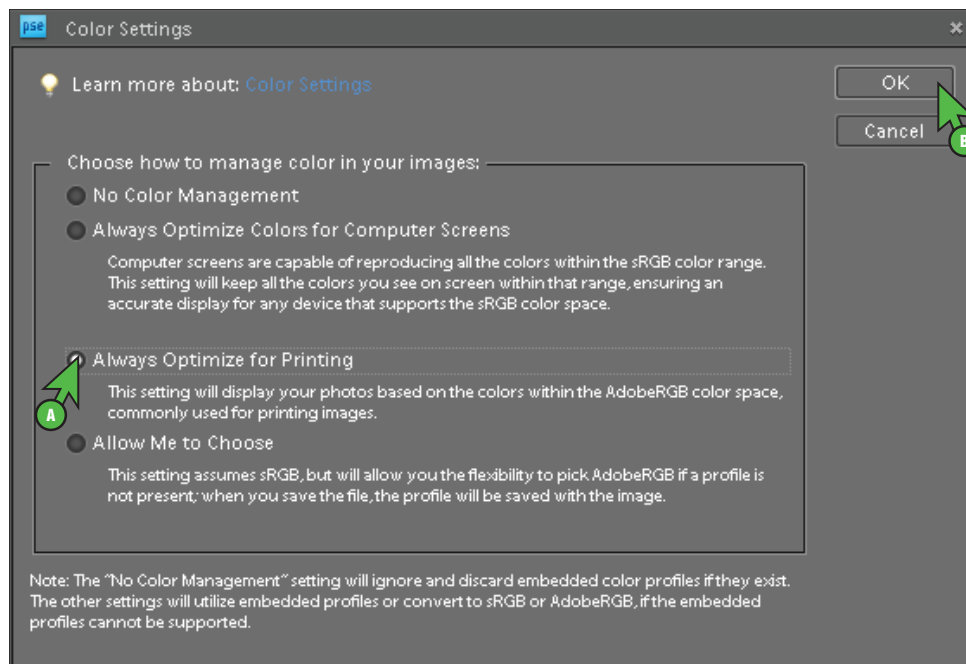 pse Color Settings
Learn more about: Color Settings
OK
Cancel
B
Choose how to manage color in your images:
No Color Management
Always Optimize Colors for Computer Screens
Computer screens are capable of reproducing all the colors within the sRGB color range.
This setting will keep all the colors you see on screen within that range, ensuring an
accurate display for any device that supports the sRGB color space.
Always Optimize for Printing
This setting will display your photos based on the colors within the AdobeRGB color space,
commonly used for printing images.
A
Allow Me to Choose
This setting assumes sRGB, but will allow you the flexibility to pick AdobeRGB if a profile is
not present; when you save the file, the profile will be saved with the image.
Note: The "No Color Management" setting will ignore and discard embedded color profiles if they exist.
The other settings will utilize embedded profiles or convert to sRGB or AdobeRGB, if the embedded
profiles cannot be supported.